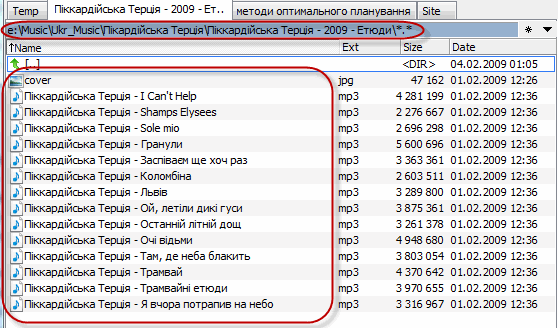 Temp Піккардійська Терція - 2009 - Ет.. методи оптимального планування Site
e:\Music\Ukr_Music\Пікардійська Терція\Піккардійська Терція - 2009 - Етюди\*.* * ▼
↑Name Ext Size Date
[..] <DIR> 04.02.2009 01:05
cover jpg 47 162 01.02.2009 12:36
Піккардійська Терція - I Can't Help mp3 4 281 199 01.02.2009 12:36
Піккардійська Терція - Shamps Elysees mp3 2 276 667 01.02.2009 12:36
Піккардійська Терція - Sole mio mp3 2 696 298 01.02.2009 12:36
Піккардійська Терція - Гранули mp3 5 600 696 01.02.2009 12:36
Піккардійська Терція - Заспіваєм ще хоч раз mp3 3 363 361 01.02.2009 12:36
Піккардійська Терція - Коломбіна mp3 2 603 511 01.02.2009 12:36
Піккардійська Терція - Львів mp3 3 289 800 01.02.2009 12:36
Піккардійська Терція - Ой, летіли дикі гуси mp3 3 875 361 01.02.2009 12:36
Піккардійська Терція - Останній літній дощ mp3 3 261 378 01.02.2009 12:36
Піккардійська Терція - Очі відьми mp3 4 948 680 01.02.2009 12:36
Піккардійська Терція - Там, де неба блакить mp3 3 803 054 01.02.2009 12:36
Піккардійська Терція - Трамвай mp3 4 370 642 01.02.2009 12:36
Піккардійська Терція - Трамвайні етюди mp3 3 970 655 01.02.2009 12:36
Піккардійська Терція - Я вчора потрапив на небо mp3 3 316 967 01.02.2009 12:36